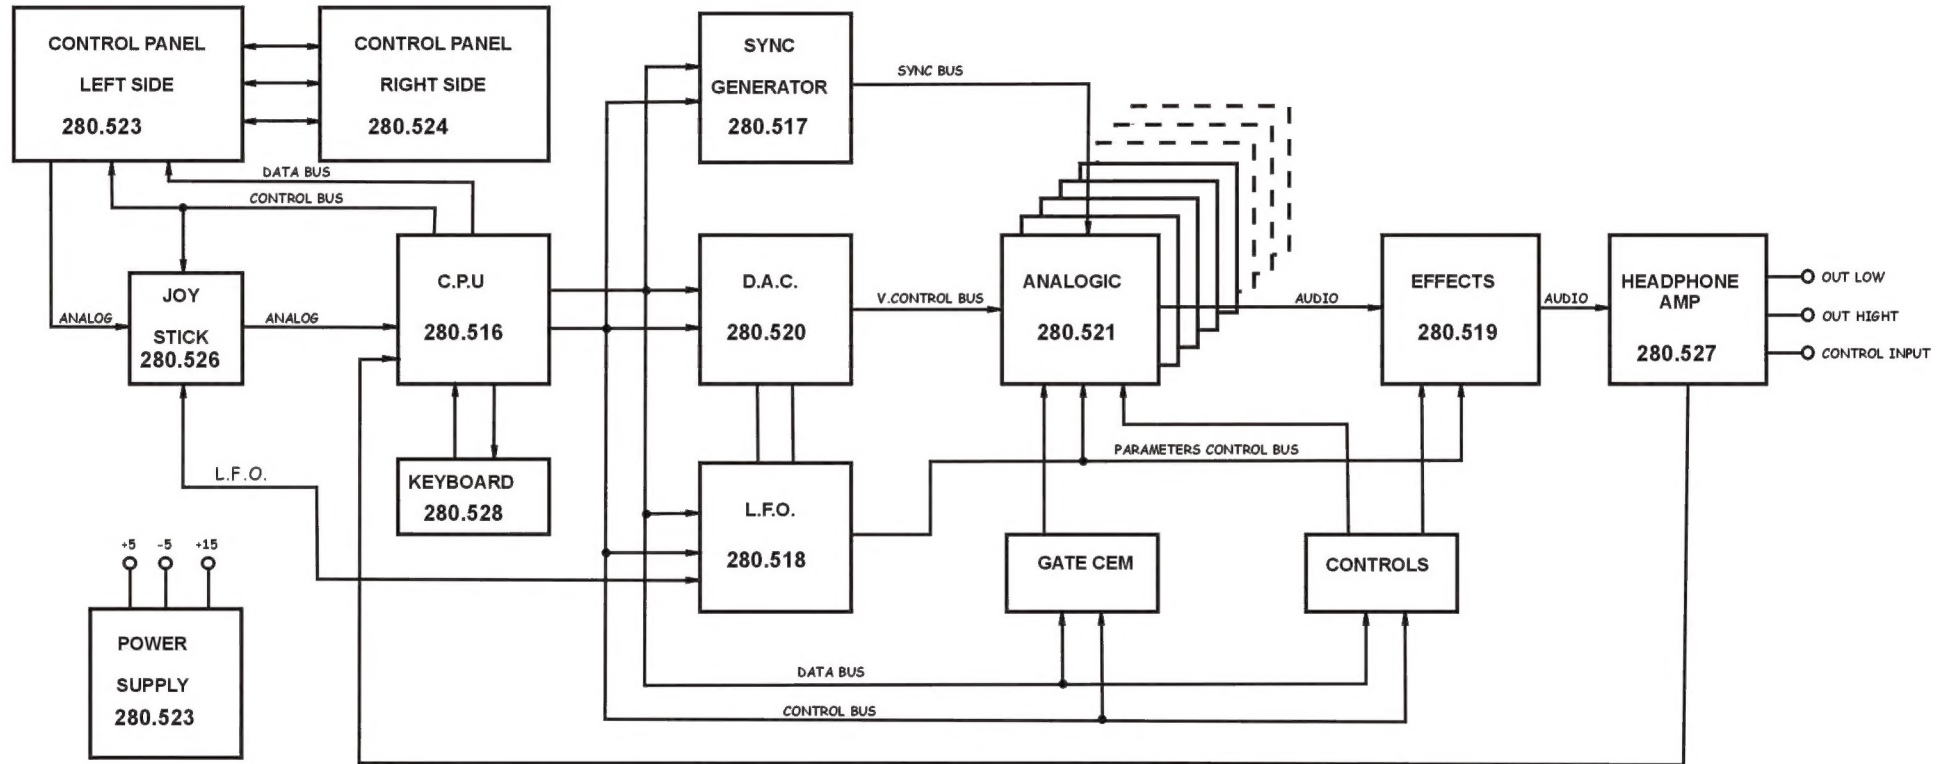 CONTROL PANEL
LEFT SIDE
280.523
CONTROL PANEL
RIGHT SIDE
280.524
SYNC
GENERATOR
280.517
SYNC BUS
DATA BUS
CONTROL BUS
JOY
STICK
280.526
ANALOG
ANALOG
C.P.U
280.516
D.A.C.
280.520
V.CONTROL BUS
ANALOGIC
280.521
AUDIO
EFFECTS
280.519
AUDIO
HEADPHONE
AMP
280.527
OUT LOW
OUT HIGHT
CONTROL INPUT
KEYBOARD
280.528
L.F.O.
L.F.O.
280.518
PARAMETERS CONTROL BUS
GATE CEM
CONTROLS
+5 -5 +15
POWER
SUPPLY
280.523
DATA BUS
CONTROL BUS